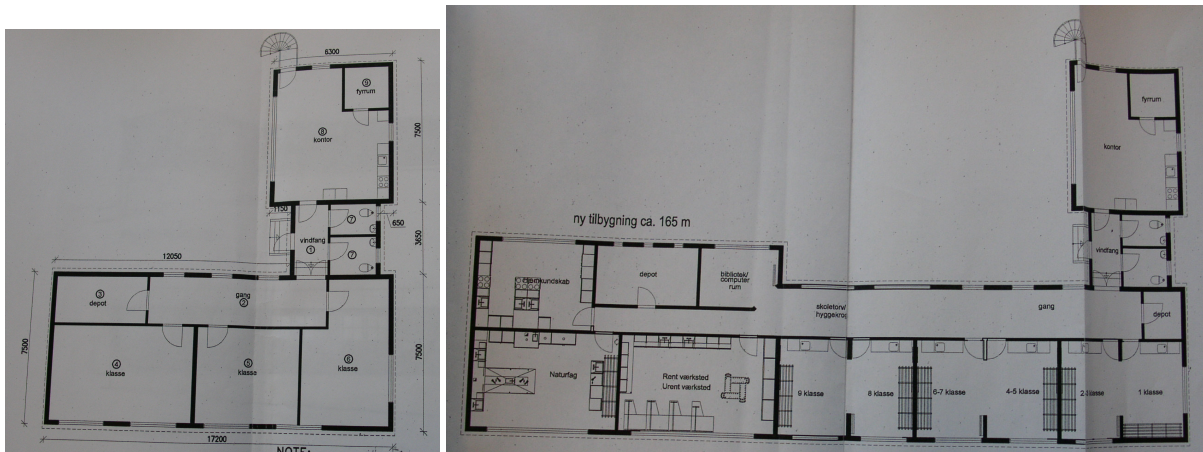 6300
⑨
fyrrum
⑧
kontor
7500
1150
⑦
650
vindfang
①
⑦
3650
12050
③
depot
gang
②
7500
④
klasse
⑤
klasse
⑥
klasse
7500
17200
NOTE:
fyrrum
kontor
ny tilbygning ca. 165 m
vindfang
Hjemkundskab
depot
bibliotek/
computer
rum
skoletorv/
hyggekrog
gang
depot
Naturfag
Rent værksted
Urent værksted
9 klasse
8 klasse
6-7 klasse
4-5 klasse
klasse
1 klasse